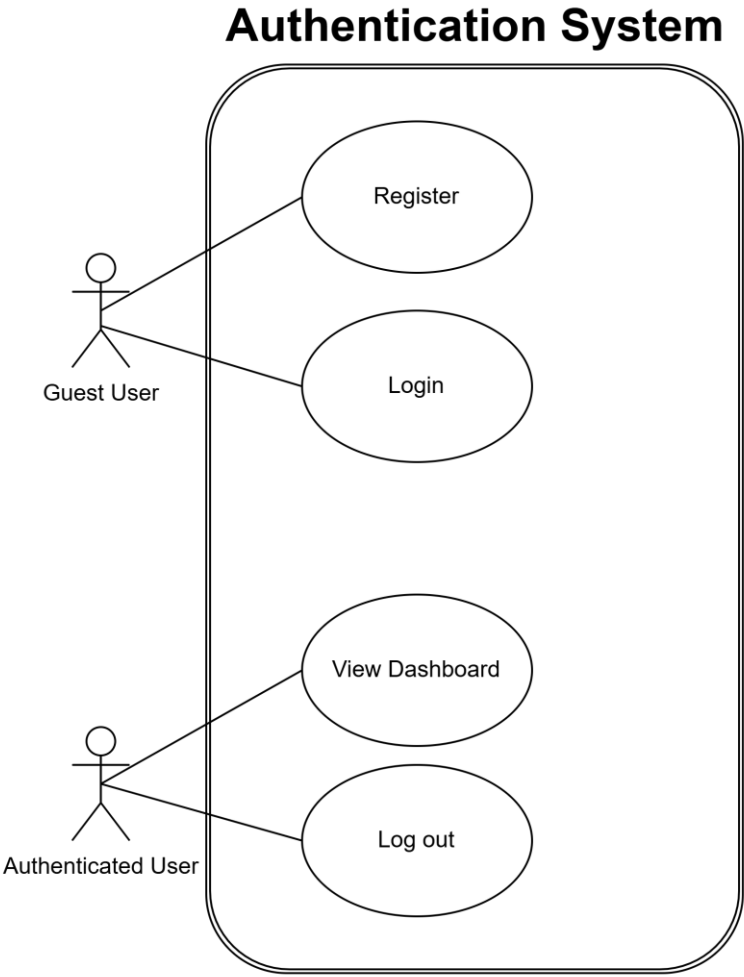 Authentication System
Register
Login
Guest User
View Dashboard
Log out
Authenticated User